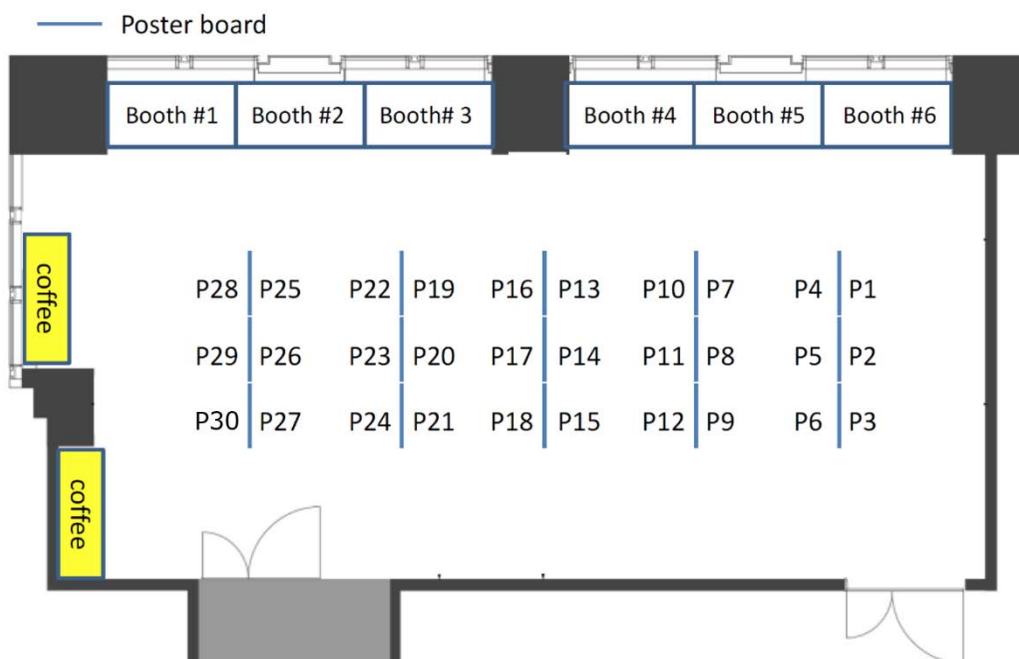 Poster board
Booth #1 Booth #2 Booth# 3 Booth #4 Booth #5 Booth #6
coffee
P28 P25 P22 P19 P16 P13 P10 P7 P4 P1
P29 P26 P23 P20 P17 P14 P11 P8 P5 P2
P30 P27 P24 P21 P18 P15 P12 P9 P6 P3
coffee